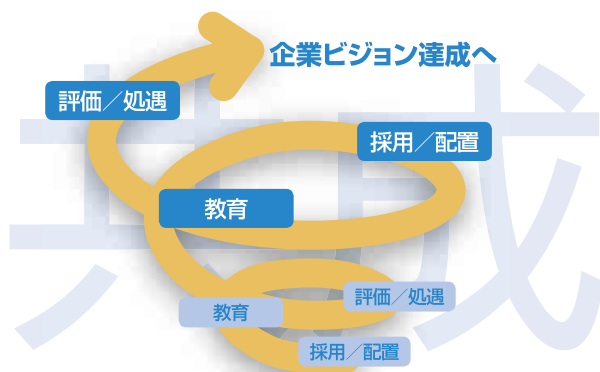 企業ビジョン達成へ
評価／処遇
採用／配置
教育
評価／処遇
教育
採用／配置
共成